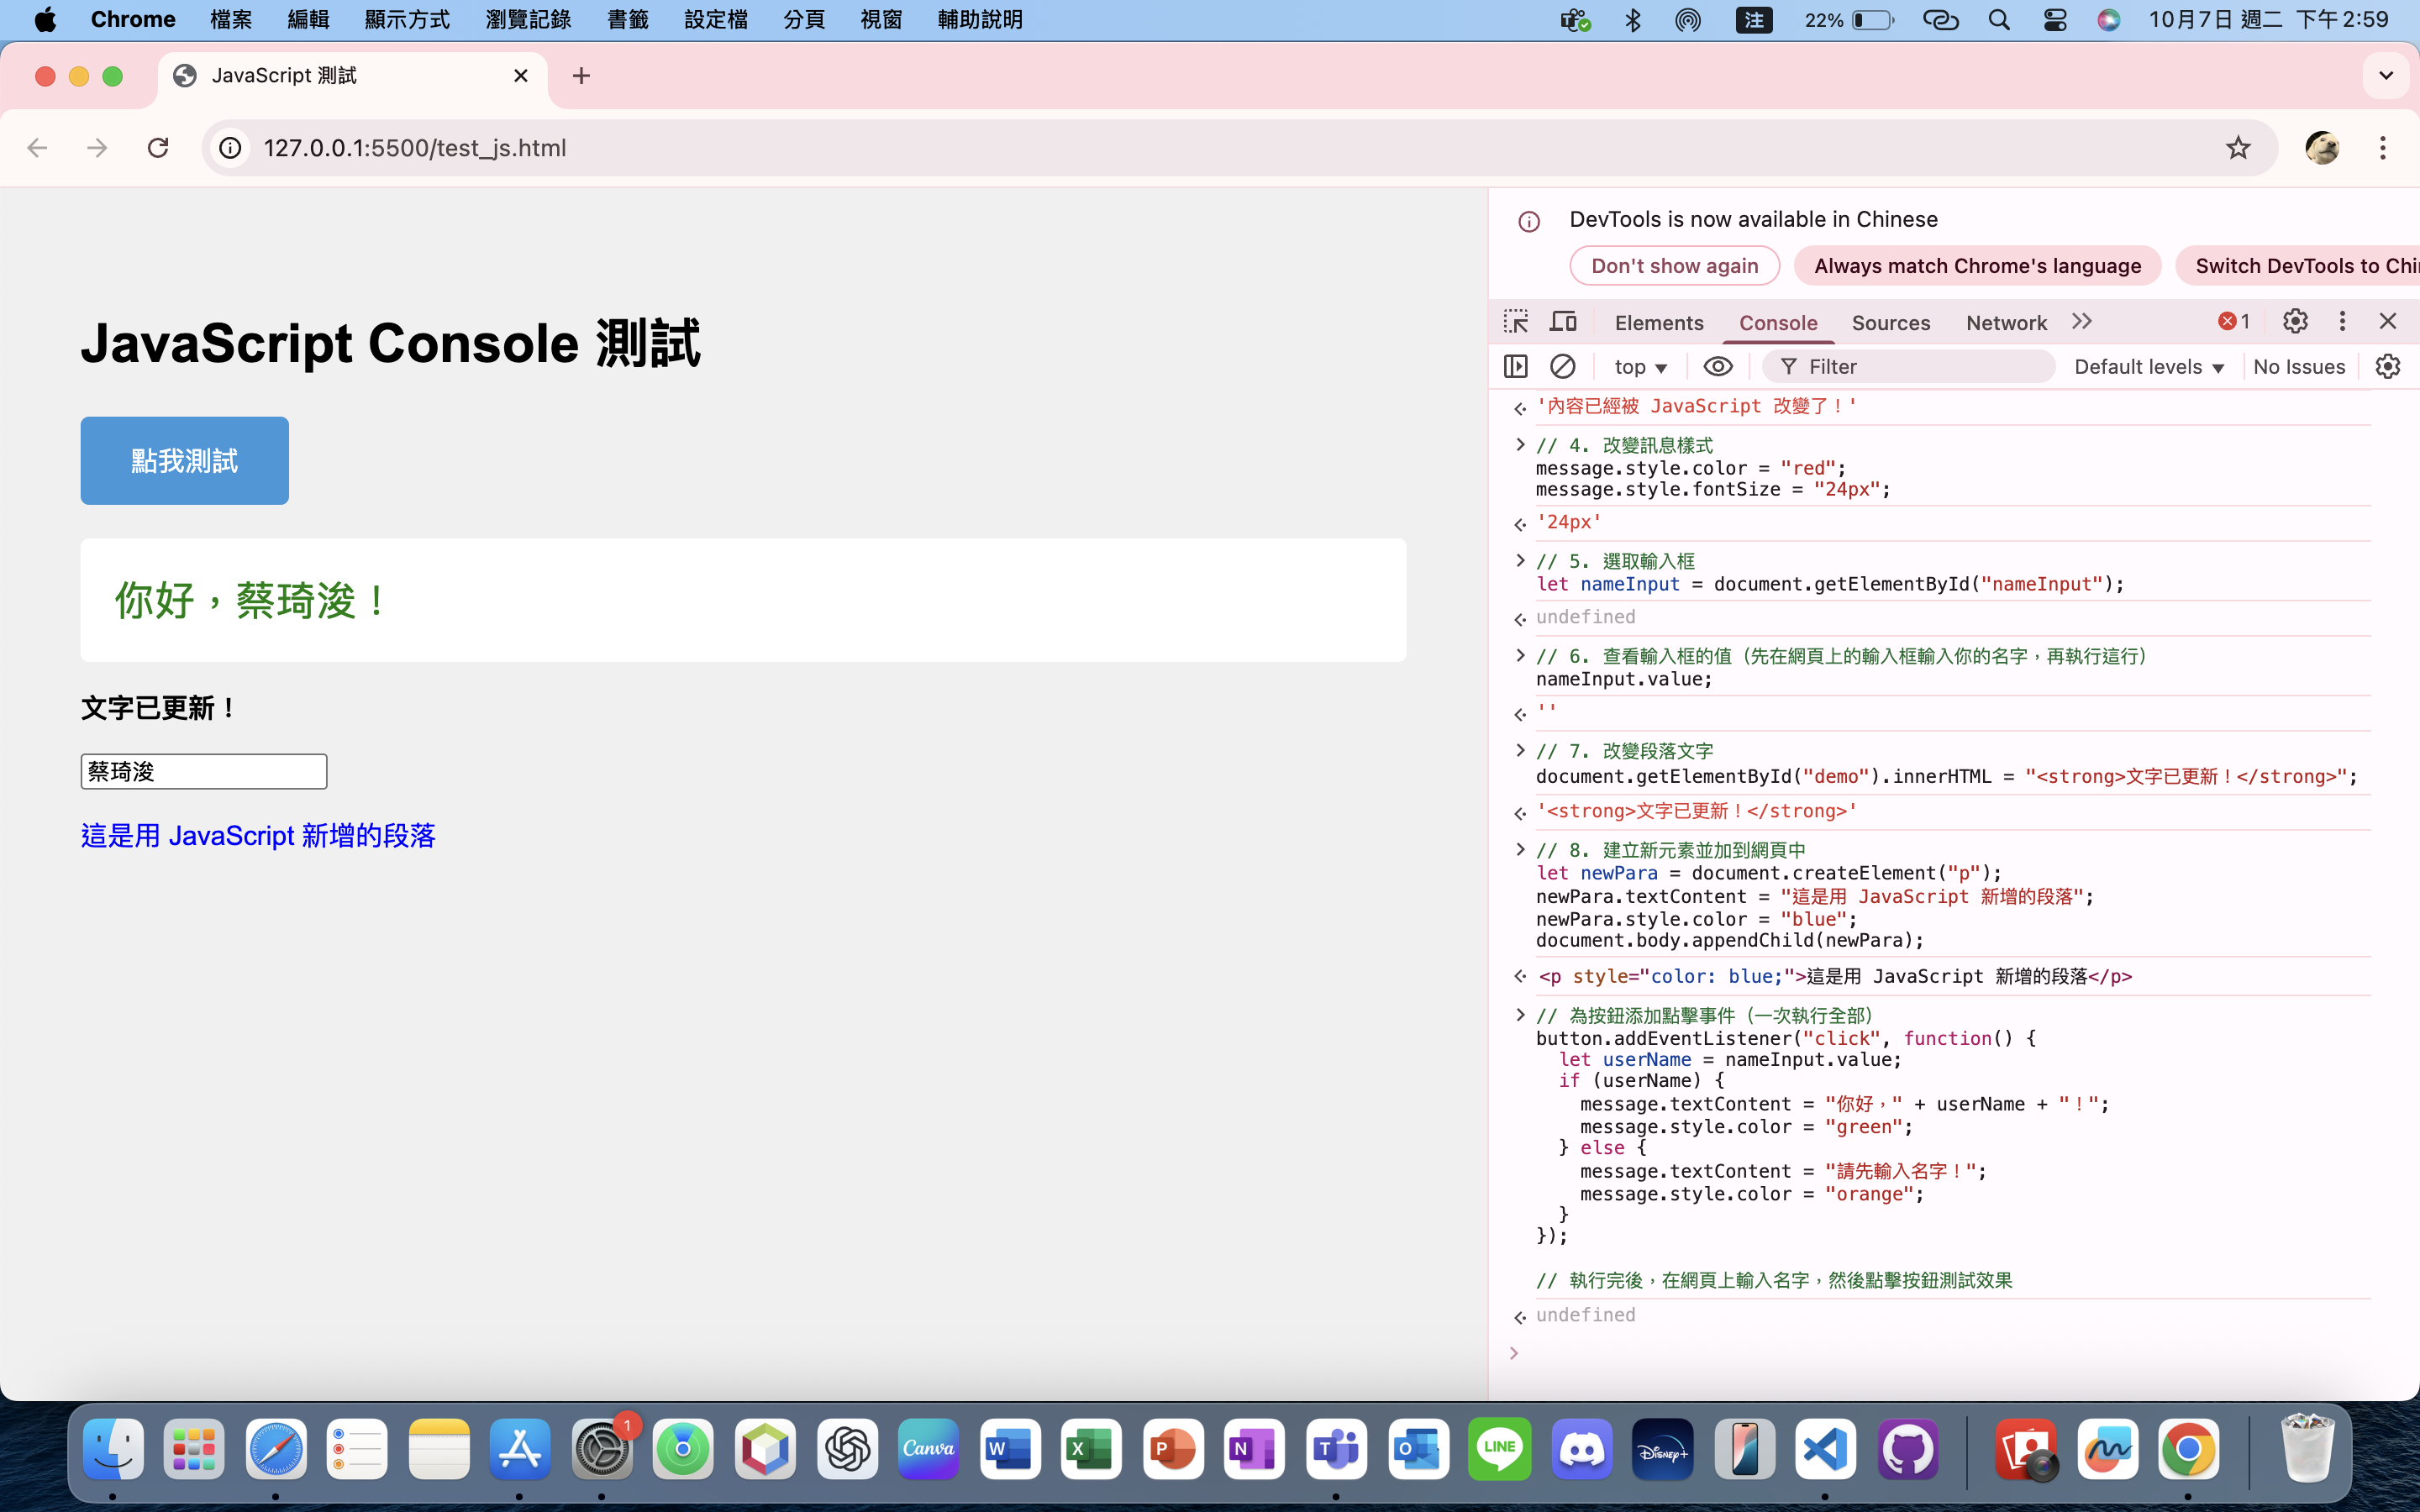 Chrome 檔案 編輯 顯示方式 瀏覽記錄 書籤 設定檔 分頁 視窗 輔助說明 注 22% 10月7日 週二 下午2:59
JavaScript 測試
127.0.0.1:5500/test_js.html
JavaScript Console 測試
點我測試
你好，蔡琦浚！
文字已更新！
蔡琦浚
這是用 JavaScript 新增的段落
DevTools is now available in Chinese
Don't show again Always match Chrome's language Switch DevTools to Chi
Elements Console Sources Network 1
top Filter Default levels No Issues
'內容已經被 JavaScript 改變了！'
// 4. 改變訊息樣式
message.style.color = "red";
message.style.fontSize = "24px";
'24px'
// 5. 選取輸入框
let nameInput = document.getElementById("nameInput");
undefined
// 6. 查看輸入框的值（先在網頁上的輸入框輸入你的名字，再執行這行）
nameInput.value;
''
// 7. 改變段落文字
document.getElementById("demo").innerHTML = "<strong>文字已更新！</strong>";
'<strong>文字已更新！</strong>'
// 8. 建立新元素並加到網頁中
let newPara = document.createElement("p");
newPara.textContent = "這是用 JavaScript 新增的段落";
newPara.style.color = "blue";
document.body.appendChild(newPara);
<p style="color: blue;">這是用 JavaScript 新增的段落</p>
// 為按鈕添加點擊事件（一次執行全部）
button.addEventListener("click", function() {
let userName = nameInput.value;
if (userName) {
message.textContent = "你好，" + userName + "！";
message.style.color = "green";
} else {
message.textContent = "請先輸入名字！";
message.style.color = "orange";
}
});
// 執行完後，在網頁上輸入名字，然後點擊按鈕測試效果
undefined
1
Canva W X P N T O LINE Disney+